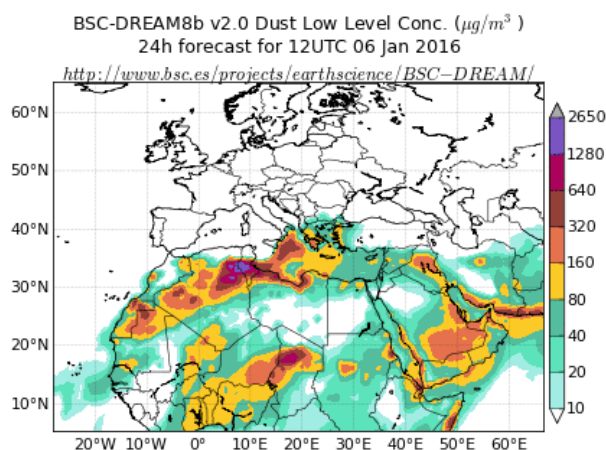 BSC-DREAM8b v2.0 Dust Low Level Conc. (μg/m³ )
24h forecast for 12UTC 06 Jan 2016
http://www.bsc.es/projects/earthscience/BSC−DREAM/
60°N
50°N
40°N
30°N
20°N
10°N
20°W 10°W 0° 10°E 20°E 30°E 40°E 50°E 60°E
2650
1280
640
320
160
80
40
20
10